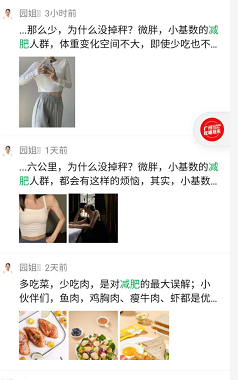 园姐 3小时前
...那么少，为什么没掉秤？微胖，小基数的减
肥人群，体重变化空间不大，即使少吃也不...
园姐 1天前
...六公里，为什么没掉秤？微胖，小基数的减
肥人群，都会有这样的烦恼，其实，小基数...
园姐 2天前
多吃菜，少吃肉，是对减肥的最大误解；小
伙伴们，鱼肉，鸡胸肉、瘦牛肉、虾都是优...